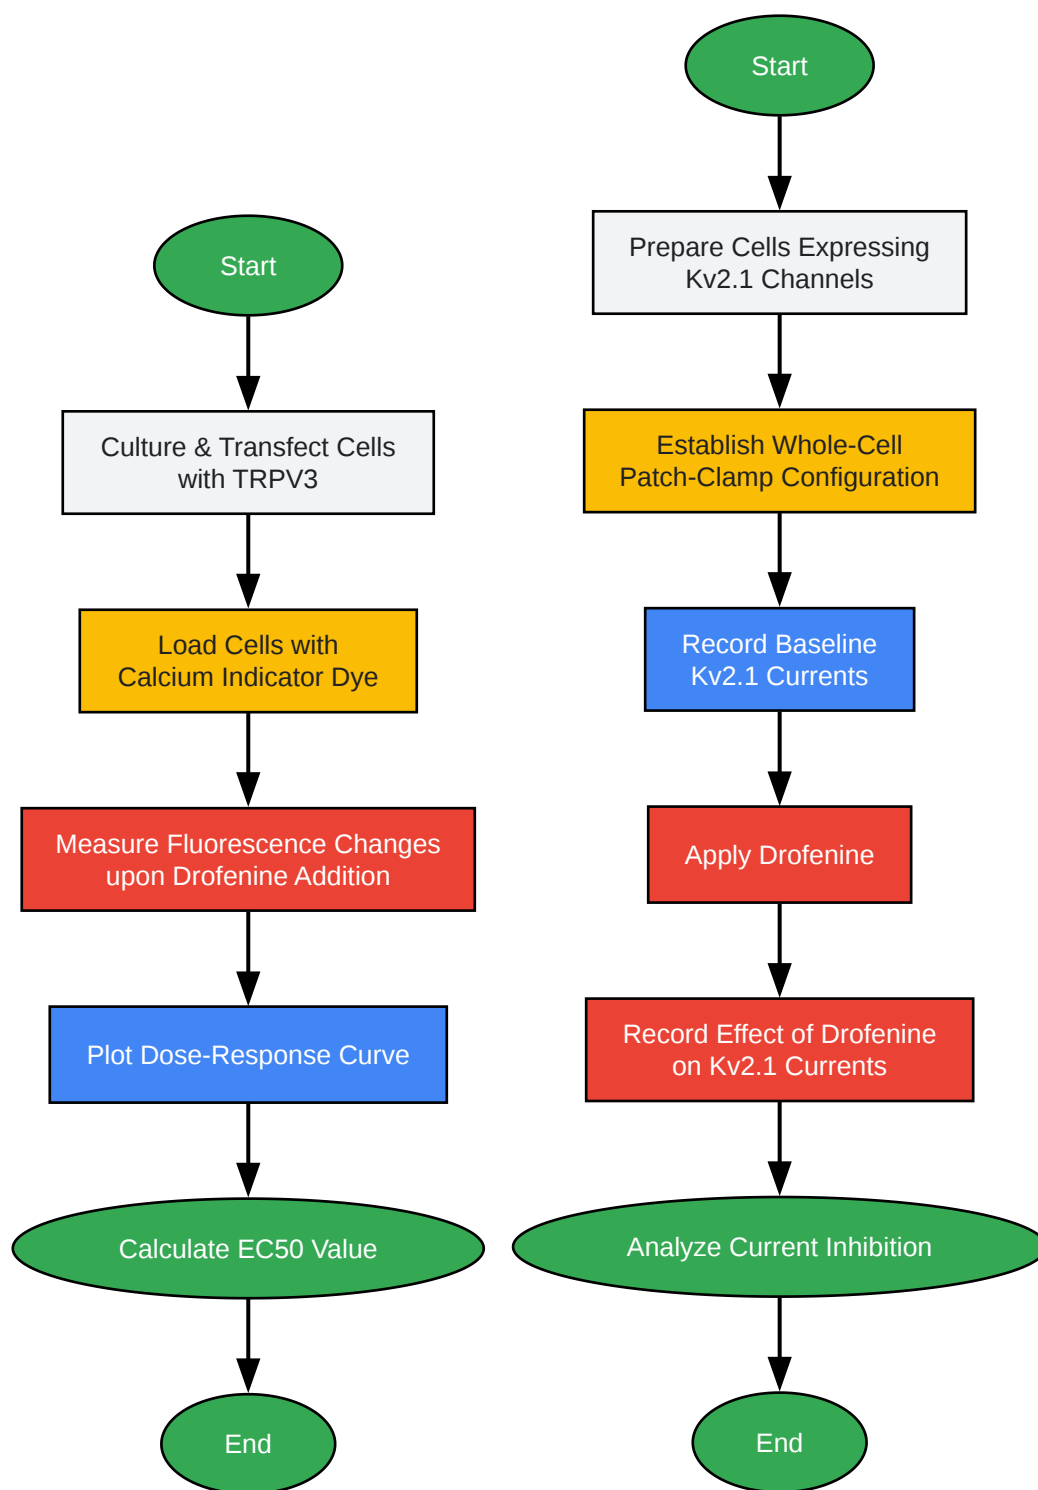 Start
Culture & Transfect Cells
with TRPV3
Load Cells with
Calcium Indicator Dye
Measure Fluorescence Changes
upon Drofenine Addition
Plot Dose-Response Curve
Calculate EC50 Value
End
Start
Prepare Cells Expressing
Kv2.1 Channels
Establish Whole-Cell
Patch-Clamp Configuration
Record Baseline
Kv2.1 Currents
Apply Drofenine
Record Effect of Drofenine
on Kv2.1 Currents
Analyze Current Inhibition
End